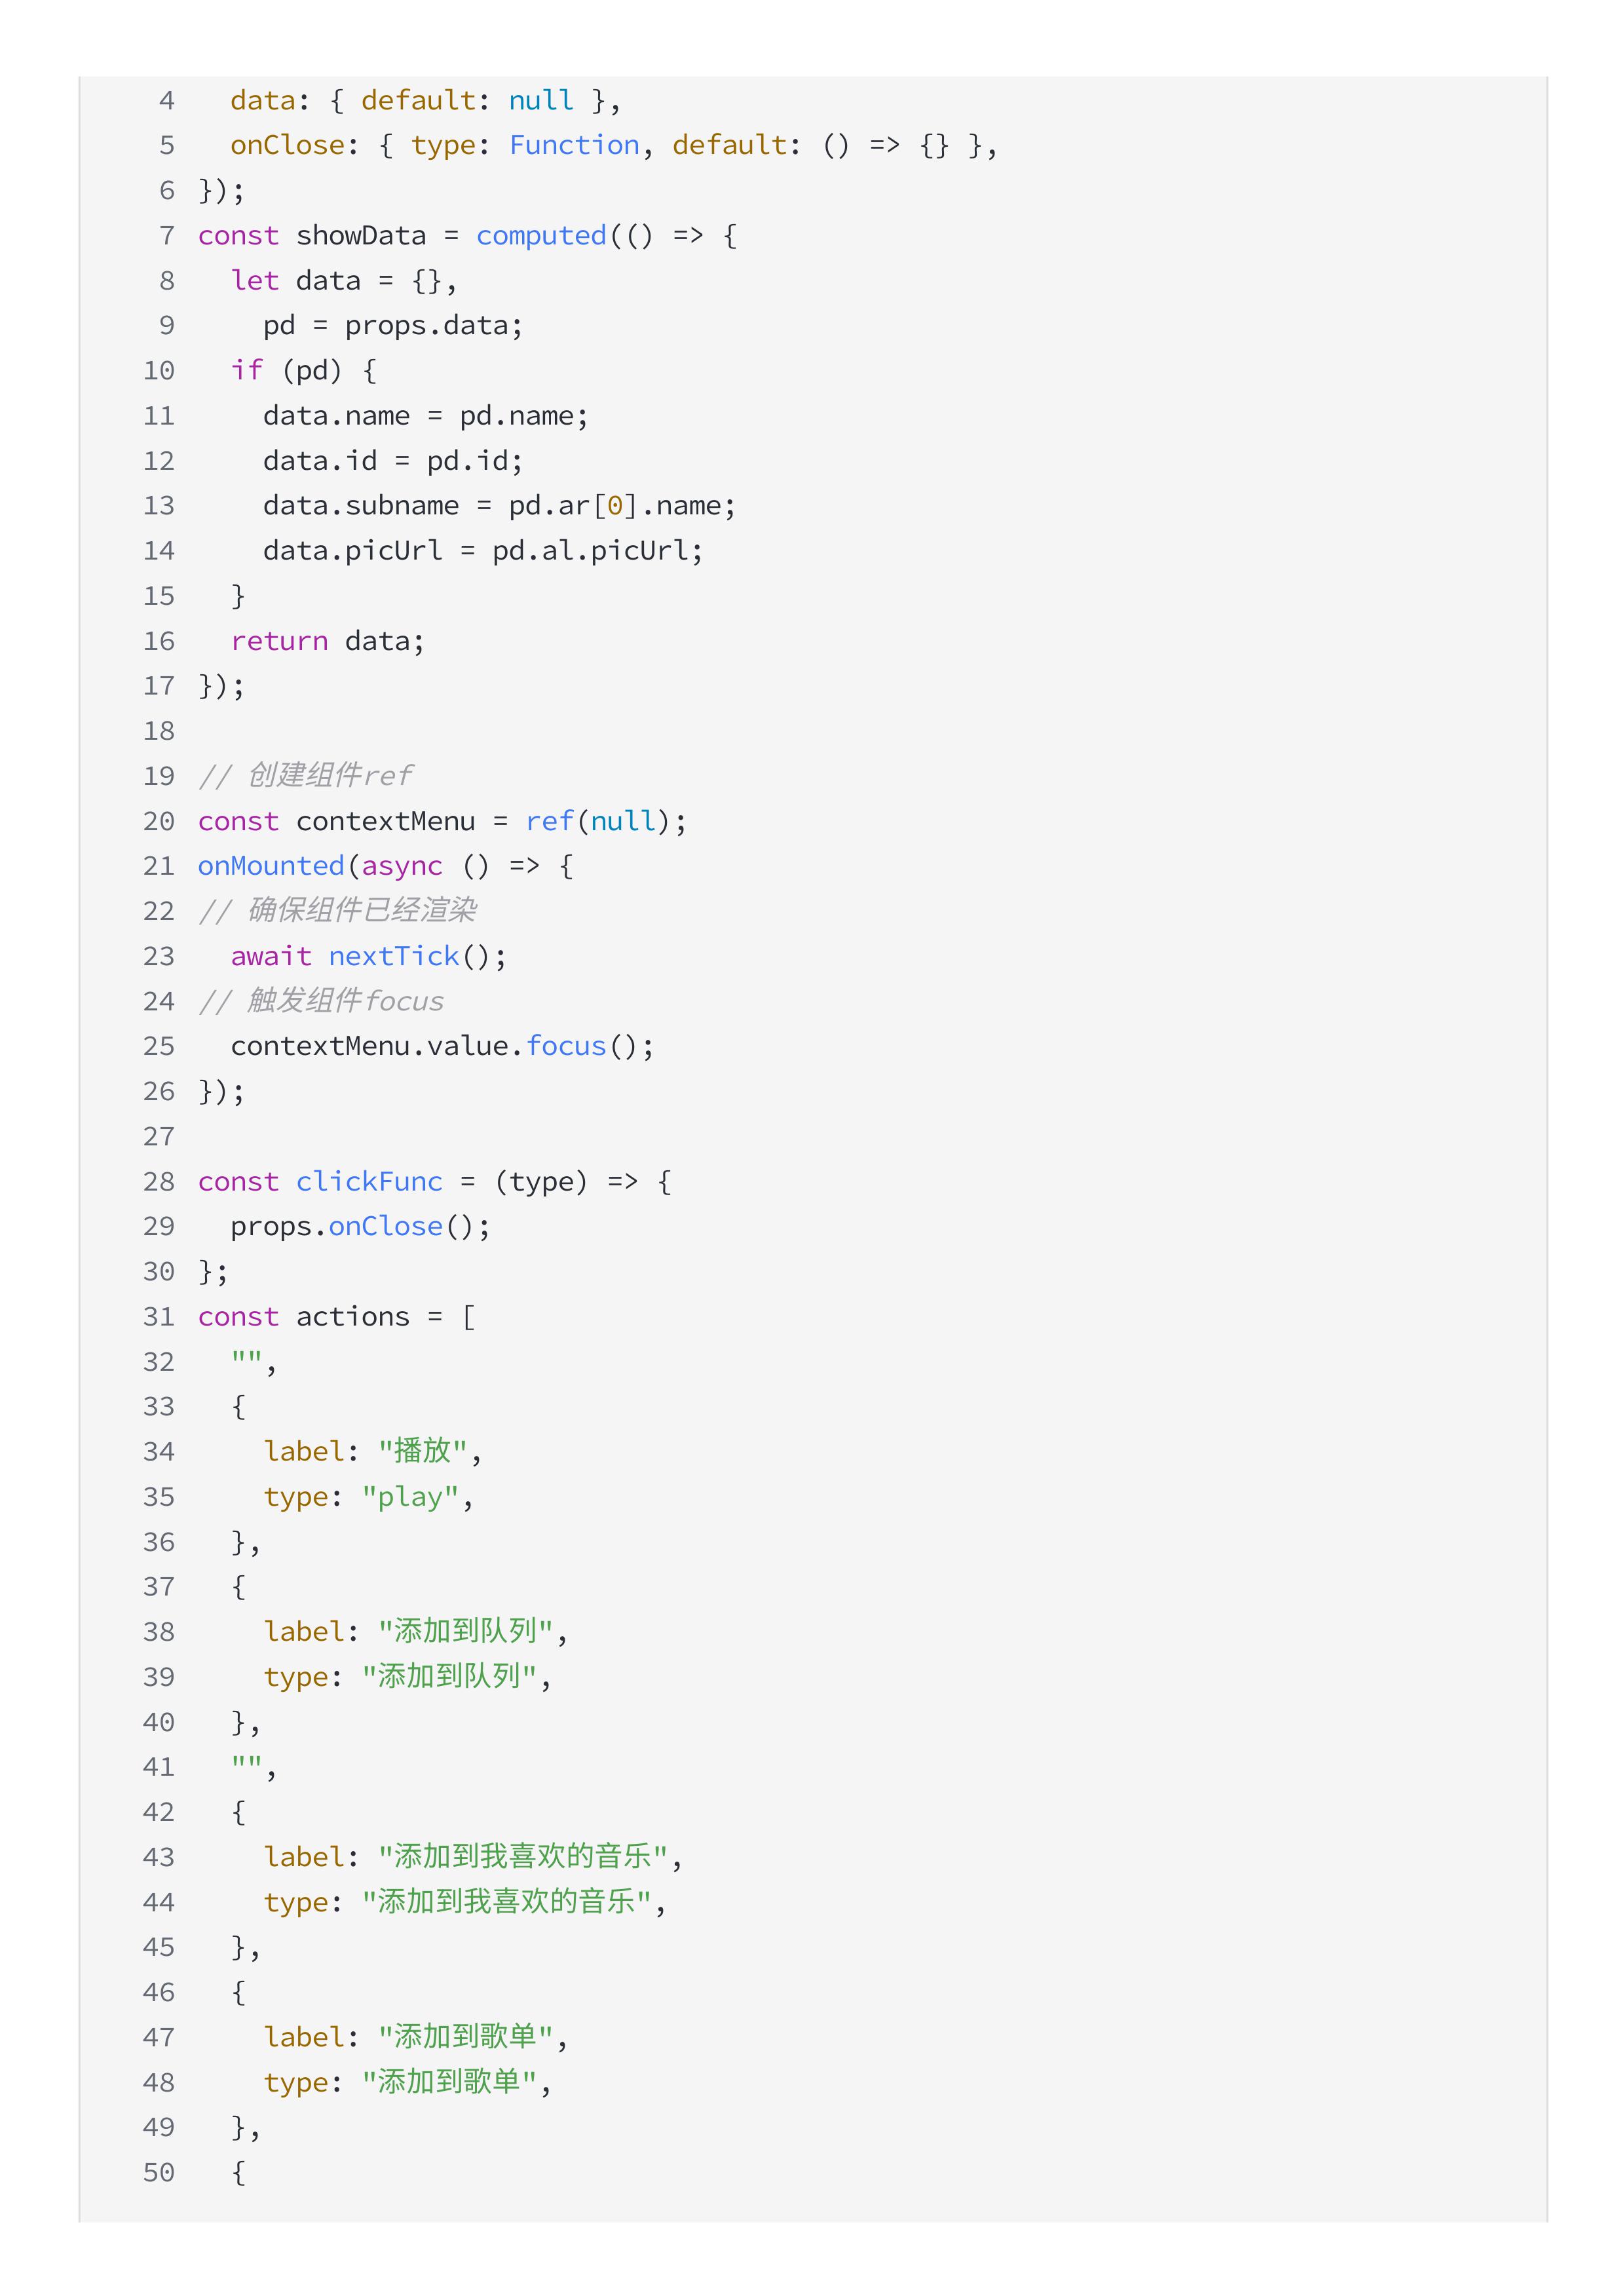 4   data: { default: null },
5   onClose: { type: Function, default: () => {} },
6 });
7 const showData = computed(() => {
8   let data = {},
9     pd = props.data;
10   if (pd) {
11     data.name = pd.name;
12     data.id = pd.id;
13     data.subname = pd.ar[0].name;
14     data.picUrl = pd.al.picUrl;
15   }
16   return data;
17 });
18
19 // 创建组件ref
20 const contextMenu = ref(null);
21 onMounted(async () => {
22 // 确保组件已经渲染
23   await nextTick();
24 // 触发组件focus
25   contextMenu.value.focus();
26 });
27
28 const clickFunc = (type) => {
29   props.onClose();
30 };
31 const actions = [
32   "",
33   {
34     label: "播放",
35     type: "play",
36   },
37   {
38     label: "添加到队列",
39     type: "添加到队列",
40   },
41   "",
42   {
43     label: "添加到我喜欢的音乐",
44     type: "添加到我喜欢的音乐",
45   },
46   {
47     label: "添加到歌单",
48     type: "添加到歌单",
49   },
50   {